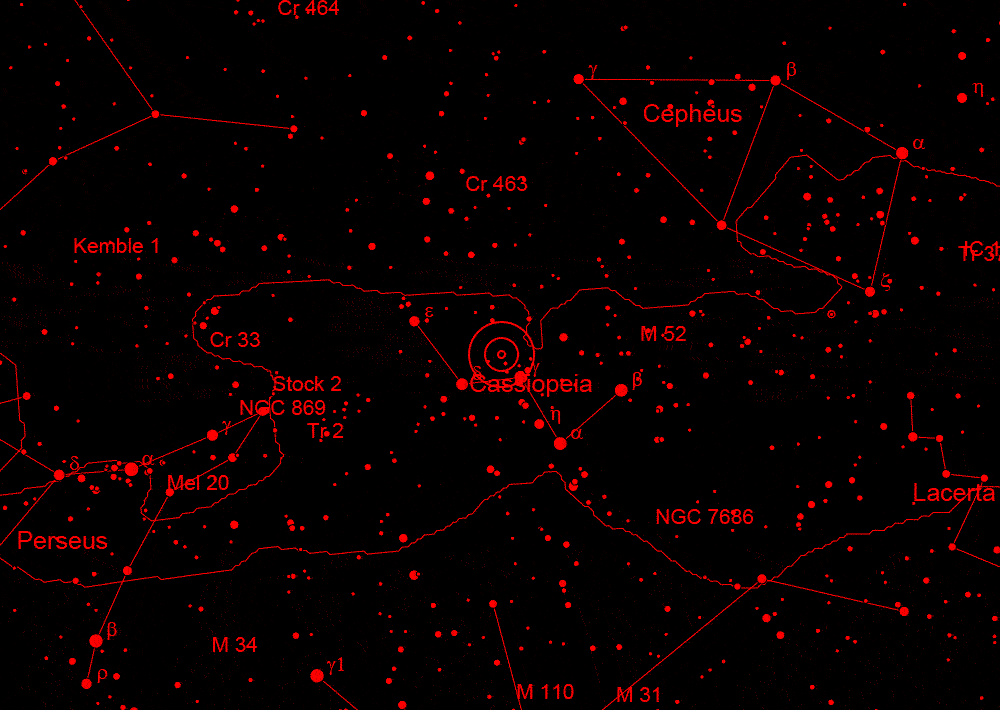 Cr 464
γ
β
η
Cepheus
α
Cr 463
Kemble 1
ζ
ε
M 52
Cr 33
γ
δ
Cassiopeia
β
Stock 2
NGC 869
η
γ
Tr 2
α
δ
α
Mel 20
Lacerta
NGC 7686
Perseus
β
M 34
γ1
ρ
M 110
M 31